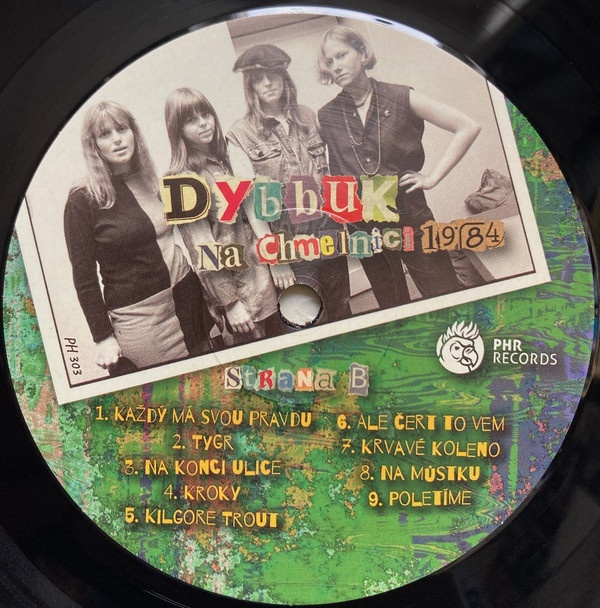 Dybbuk
Na Chmelnici 1984
PH 303
PHR
RECORDS
Strana B
1. KAŽDÝ MÁ SVOU PRAVDU
2. TYGR
3. NA KONCI ULICE
4. KROKY
5. KILGORE TROUT
6. ALE ČERT TO VEM
7. KRVAVÉ KOLENO
8. NA MŮSTKU
9. POLETÍME